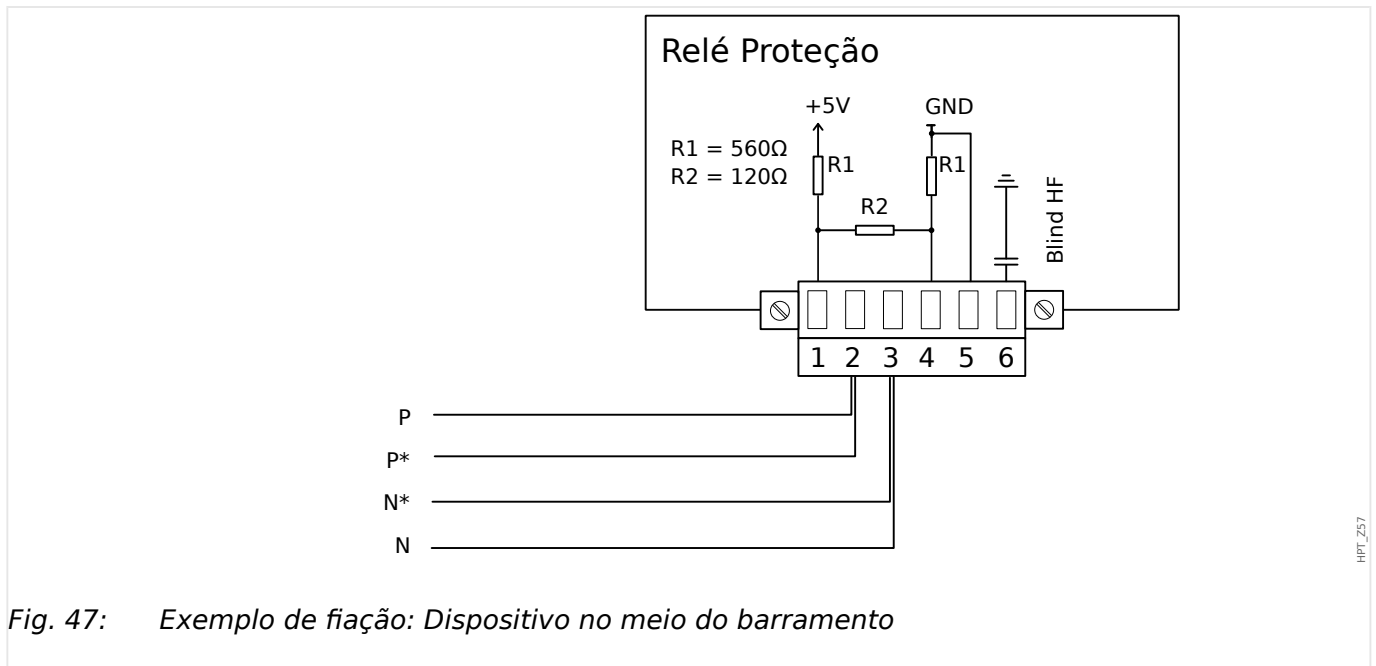 Relé Proteção
+5V
GND
R1 = 560Ω
R2 = 120Ω
R1
R1
R2
Blind HF
1 2 3 4 5 6
P
P*
N*
N
HPT_Z57
Fig. 47: Exemplo de fiação: Dispositivo no meio do barramento